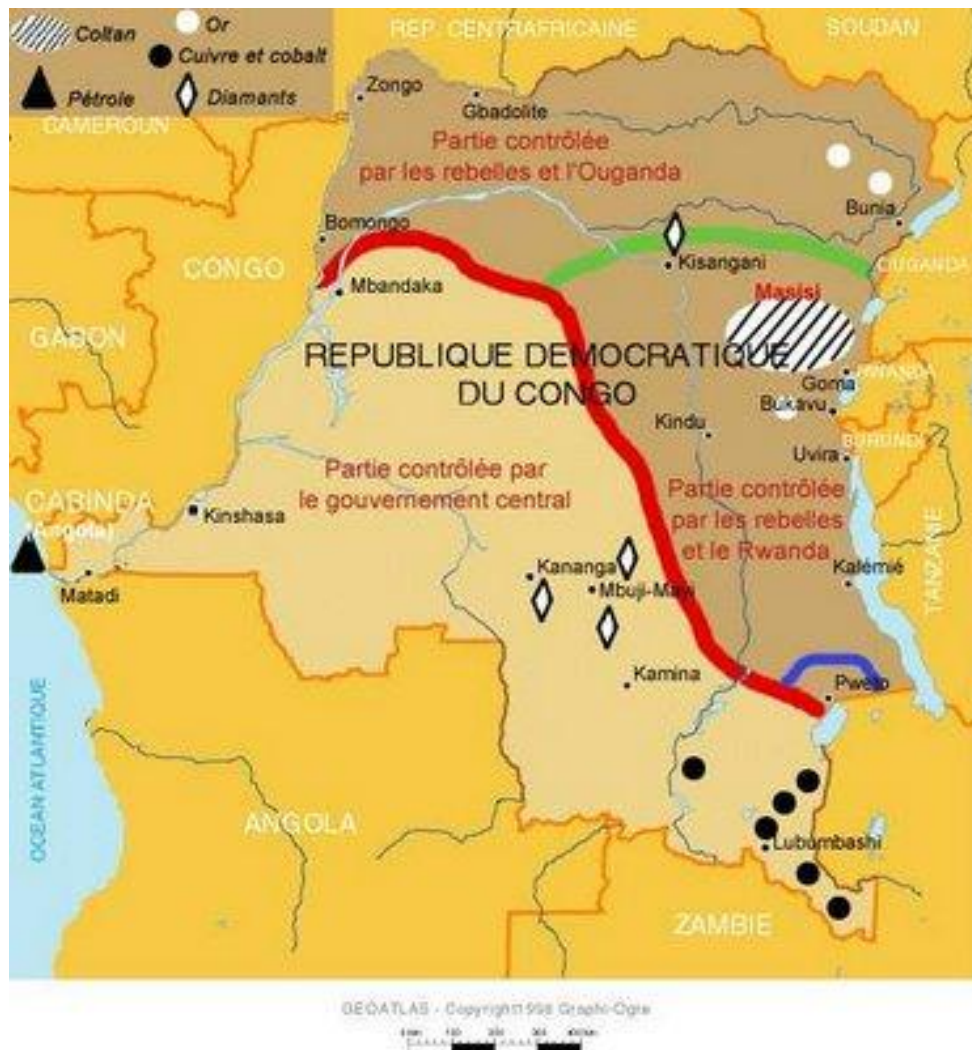 Coltan
Or
Cuivre et cobalt
Pétrole
Diamants
REP. CENTRAFRICAINE
SOUDAN
CAMEROUN
Zongo
Gbadolite
Partie contrôlée
par les rebelles et l'Ouganda
Bunia
Bomongo
CONGO
Kisangani
OUGANDA
Mbandaka
Masisi
GABON
REPUBLIQUE DEMOCRATIQUE
DU CONGO
Goma
RWANDA
Bukavu
Kindu
BURUNDI
Uvira
Partie contrôlée par
le gouvernement central
Partie contrôlée
par les rebelles
et le Rwanda
CABINDA
(Angola)
Kinshasa
TANZANIE
Kananga
Mbuji-Mayi
Kalémié
Matadi
Kamina
Pweto
OCEAN ATLANTIQUE
ANGOLA
Lubumbashi
ZAMBIE
GEOATLAS - Copyright1998 Graphi-Ogre